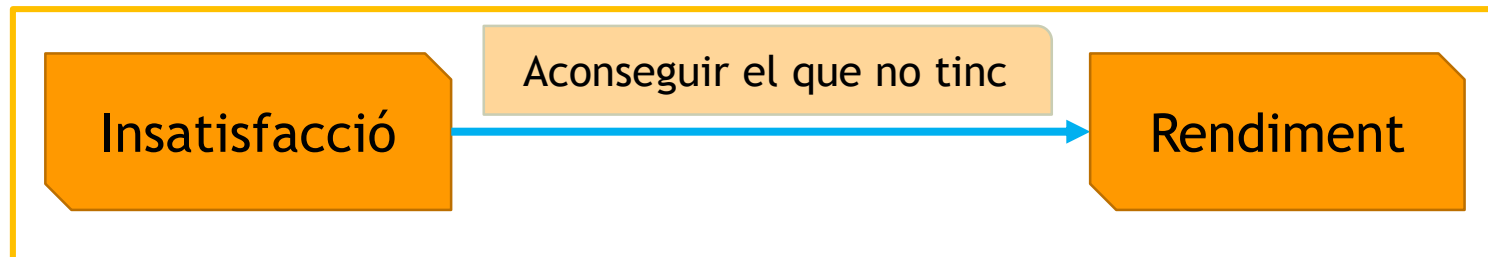 Aconseguir el que no tinc
Insatisfacció
Rendiment